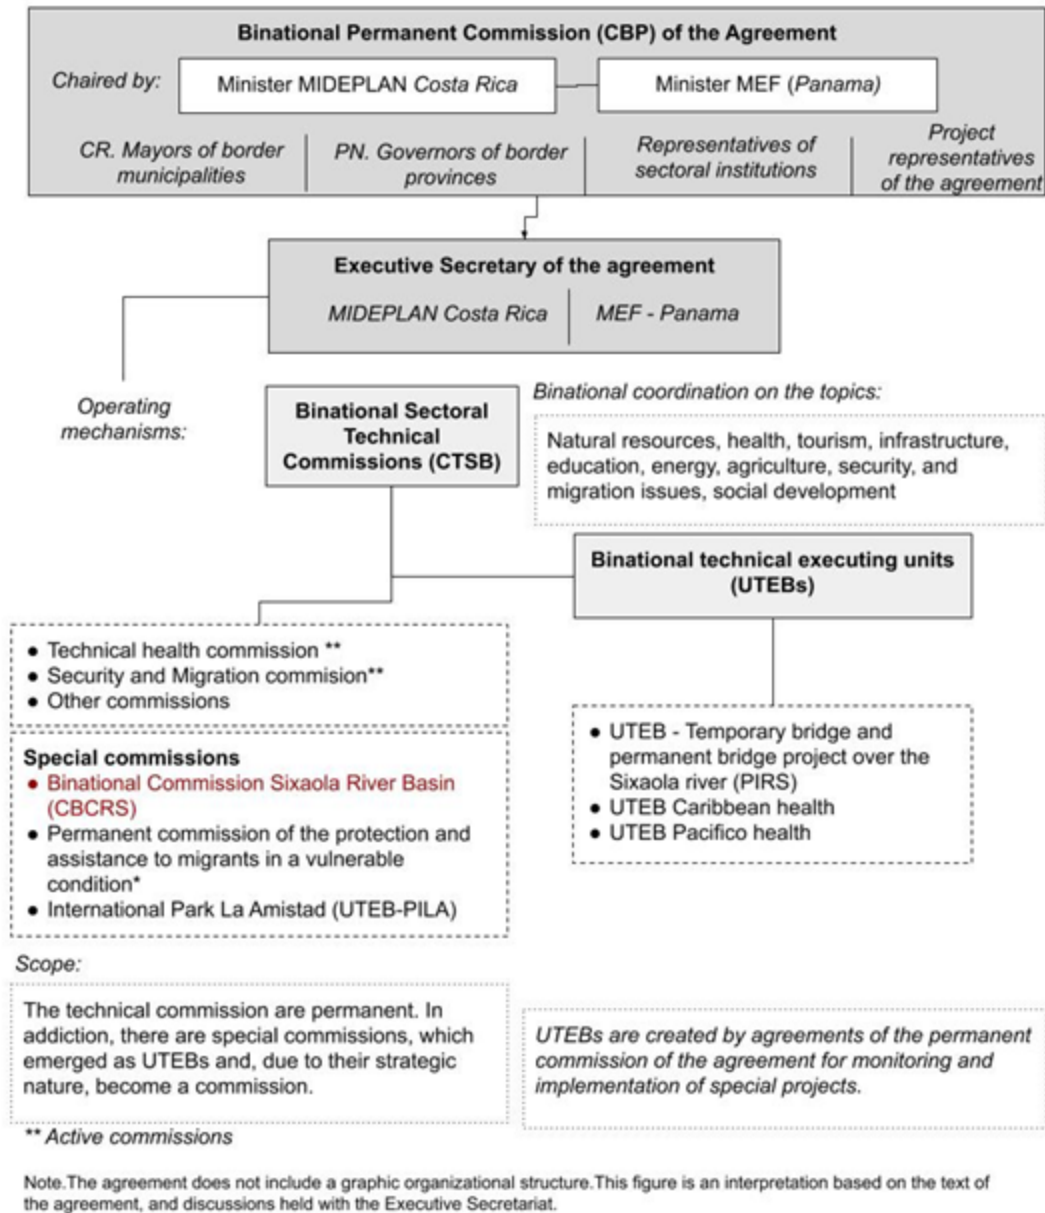 Binational Permanent Commission (CBP) of the Agreement
Chaired by:
Minister MIDEPLAN Costa Rica
Minister MEF (Panama)
CR. Mayors of border
municipalities
PN. Governors of border
provinces
Representatives of
sectoral institutions
Project
representatives
of the agreement
Executive Secretary of the agreement
MIDEPLAN Costa Rica
MEF - Panama
Operating
mechanisms:
Binational Sectoral
Technical
Commissions (CTSB)
Binational coordination on the topics:
Natural resources, health, tourism, infrastructure,
education, energy, agriculture, security, and
migration issues, social development
Binational technical executing units
(UTEBs)
● Technical health commission **
● Security and Migration commision**
● Other commissions
Special commissions
● Binational Commission Sixaola River Basin
(CBCRS)
● Permanent commission of the protection and
assistance to migrants in a vulnerable
condition*
● International Park La Amistad (UTEB-PILA)
● UTEB - Temporary bridge and
permanent bridge project over the
Sixaola river (PIRS)
● UTEB Caribbean health
● UTEB Pacifico health
Scope:
The technical commission are permanent. In
addiction, there are special commissions, which
emerged as UTEBs and, due to their strategic
nature, become a commission.
UTEBs are created by agreements of the permanent
commission of the agreement for monitoring and
implementation of special projects.
** Active commissions
Note.The agreement does not include a graphic organizational structure.This figure is an interpretation based on the text of
the agreement, and discussions held with the Executive Secretariat.